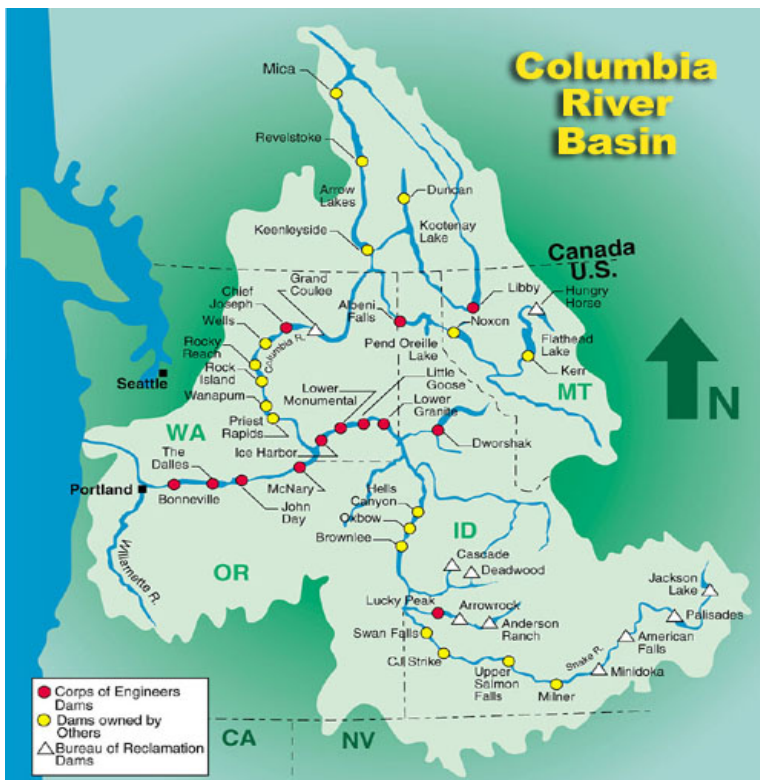 Columbia
River
Basin
Mica
Revelstoke
Arrow
Lakes
Duncan
Kootenay
Lake
Keenleyside
Canada
U.S.
Grand
Coulee
Chief
Joseph
Albeni
Falls
Libby
Hungry
Horse
Wells
Noxon
Columbia R.
Pend Oreille
Lake
Flathead
Lake
Rocky
Reach
Kerr
Rock
Island
Seattle
Little
Goose
Lower
Monumental
Lower
Granite
MT
N
Wanapum
Priest
Rapids
WA
Ice Harbor
Dworshak
The
Dalles
Portland
Bonneville
McNary
John
Day
Hells
Canyon
Oxbow
ID
Brownlee
Willamette R.
OR
Cascade
Deadwood
Jackson
Lake
Lucky Peak
Arrowrock
Palisades
Anderson
Ranch
Swan Falls
American
Falls
Snake R.
CJ Strike
Minidoka
Upper
Salmon
Falls
Milner
Corps of Engineers
Dams
Dams owned by
Others
Bureau of Reclamation
Dams
CA
NV